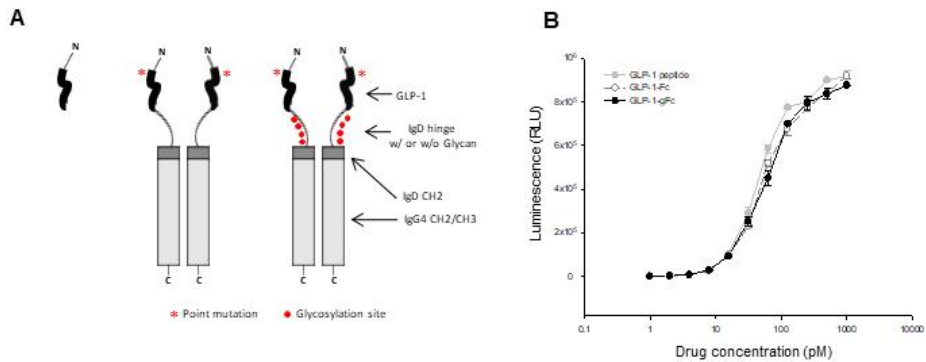 A
N
N
N
N
N
*
*
*
*
GLP-1
IgD hinge
w/ or w/o Glycan
IgD CH2
IgG4 CH2/CH3
C
C
C
C
* Point mutation
Glycosylation site
B
GLP-1 peptide
GLP-1-Fc
GLP-1-gFc
Luminescence (RLU)
10⁶
8x10⁵
6x10⁵
4x10⁵
2x10⁵
0
0.1
1
10
100
1000
10000
Drug concentration (pM)